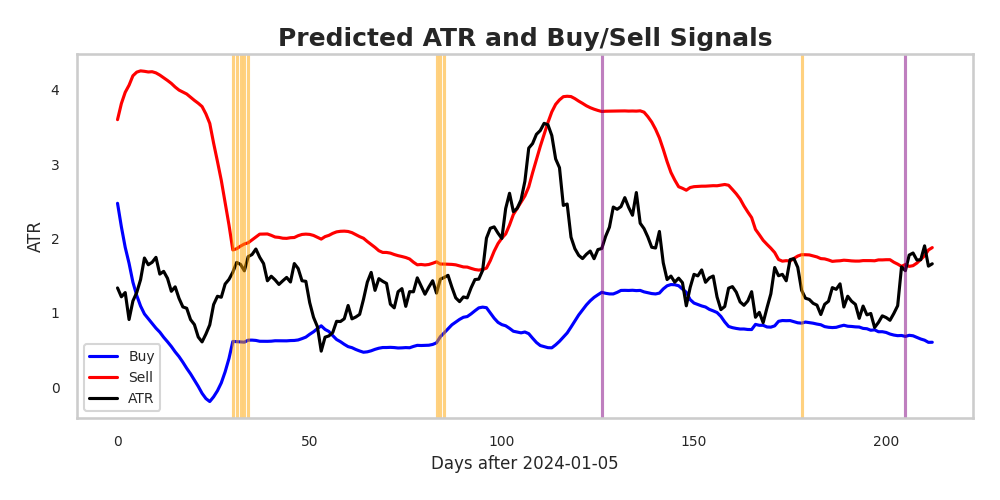 Predicted ATR and Buy/Sell Signals
ATR
4
3
2
1
0
Buy
Sell
ATR
0 50 100 150 200
Days after 2024-01-05